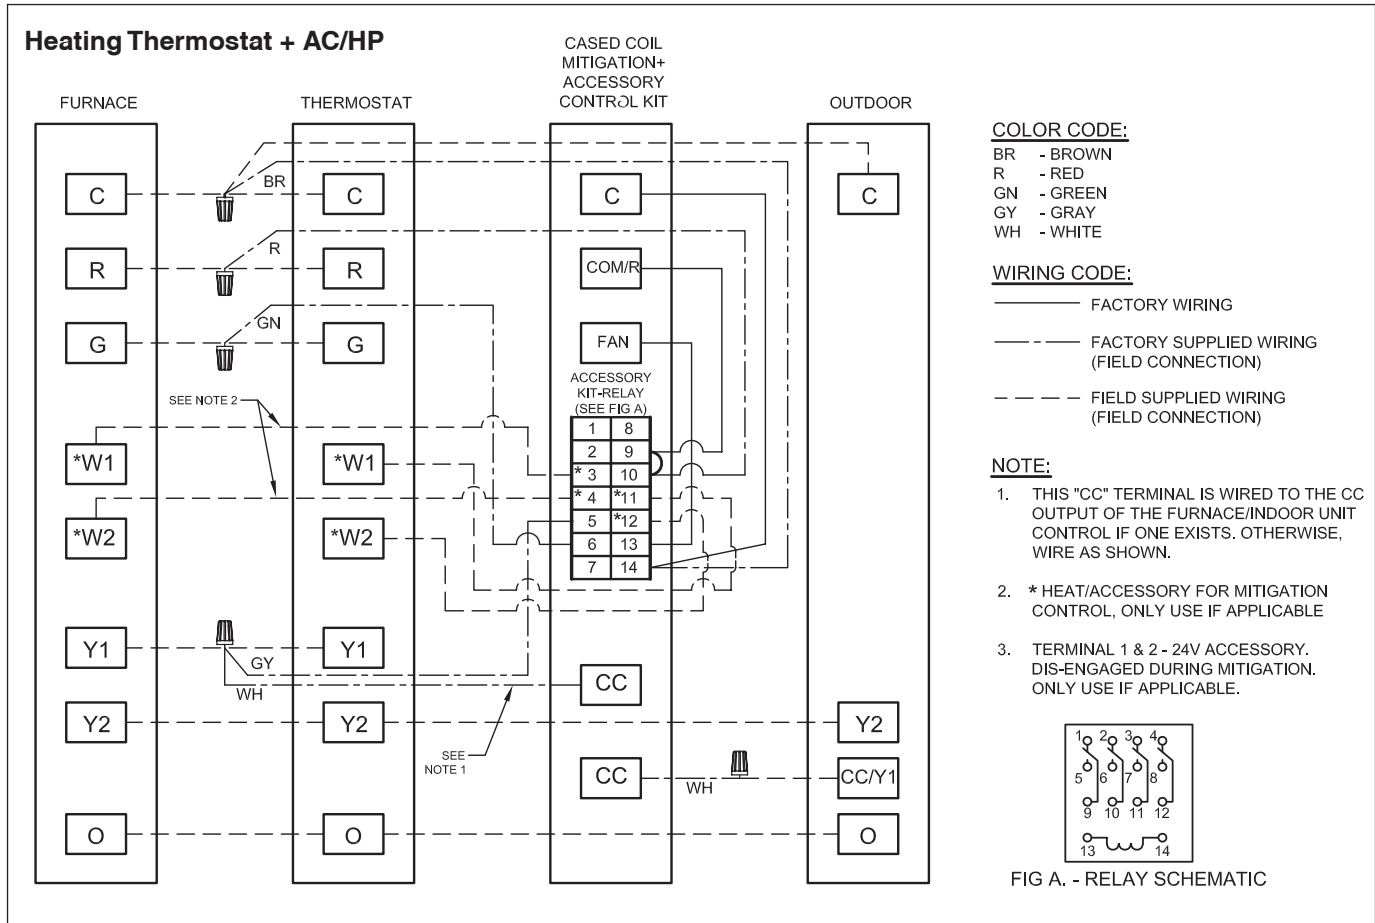 Heating Thermostat + AC/HP
CASED COIL
MITIGATION+
ACCESSORY
CONTROL KIT
FURNACE
THERMOSTAT
OUTDOOR
C
BR
C
C
C
R
R
R
COM/R
G
GN
G
FAN
ACCESSORY
KIT-RELAY
(SEE FIG A)
SEE NOTE 2
1 8
2 9
*3 10
*4 *11
5 *12
6 13
7 14
*W1
*W1
*W2
*W2
Y1
Y1
GY
WH
CC
Y2
Y2
Y2
SEE
NOTE 1
CC
WH
CC/Y1
O
O
O
COLOR CODE:
BR - BROWN
R - RED
GN - GREEN
GY - GRAY
WH - WHITE
WIRING CODE:
FACTORY WIRING
FACTORY SUPPLIED WIRING
(FIELD CONNECTION)
FIELD SUPPLIED WIRING
(FIELD CONNECTION)
NOTE:
1. THIS "CC" TERMINAL IS WIRED TO THE CC
OUTPUT OF THE FURNACE/INDOOR UNIT
CONTROL IF ONE EXISTS. OTHERWISE,
WIRE AS SHOWN.
2. * HEAT/ACCESSORY FOR MITIGATION
CONTROL, ONLY USE IF APPLICABLE
3. TERMINAL 1 & 2 - 24V ACCESSORY.
DIS-ENGAGED DURING MITIGATION.
ONLY USE IF APPLICABLE.
1 2 3 4
5 6 7 8
9 10 11 12
13 14
FIG A. - RELAY SCHEMATIC